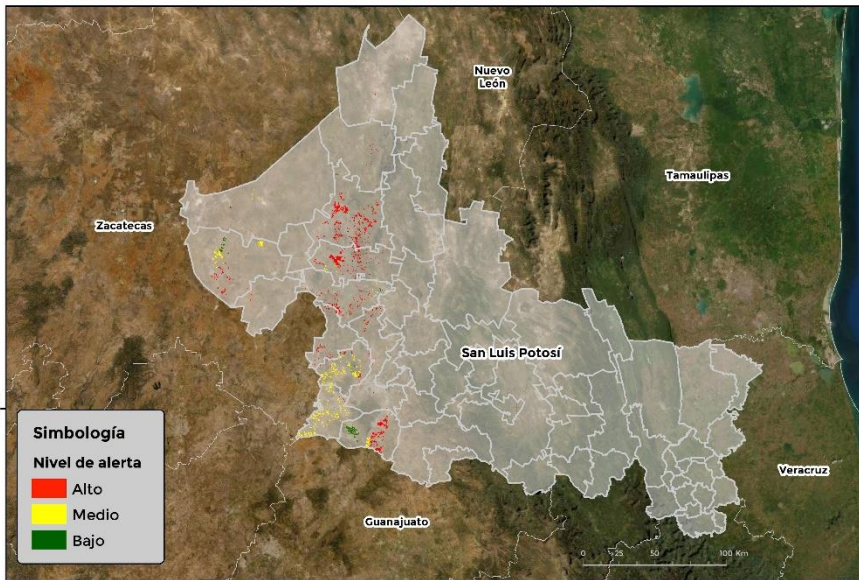 Nuevo
León
Tamaulipas
Zacatecas
San Luis Potosí
Simbología
Nivel de alerta
Alto
Medio
Bajo
Veracruz
Guanajuato
0 25 50 100 Km